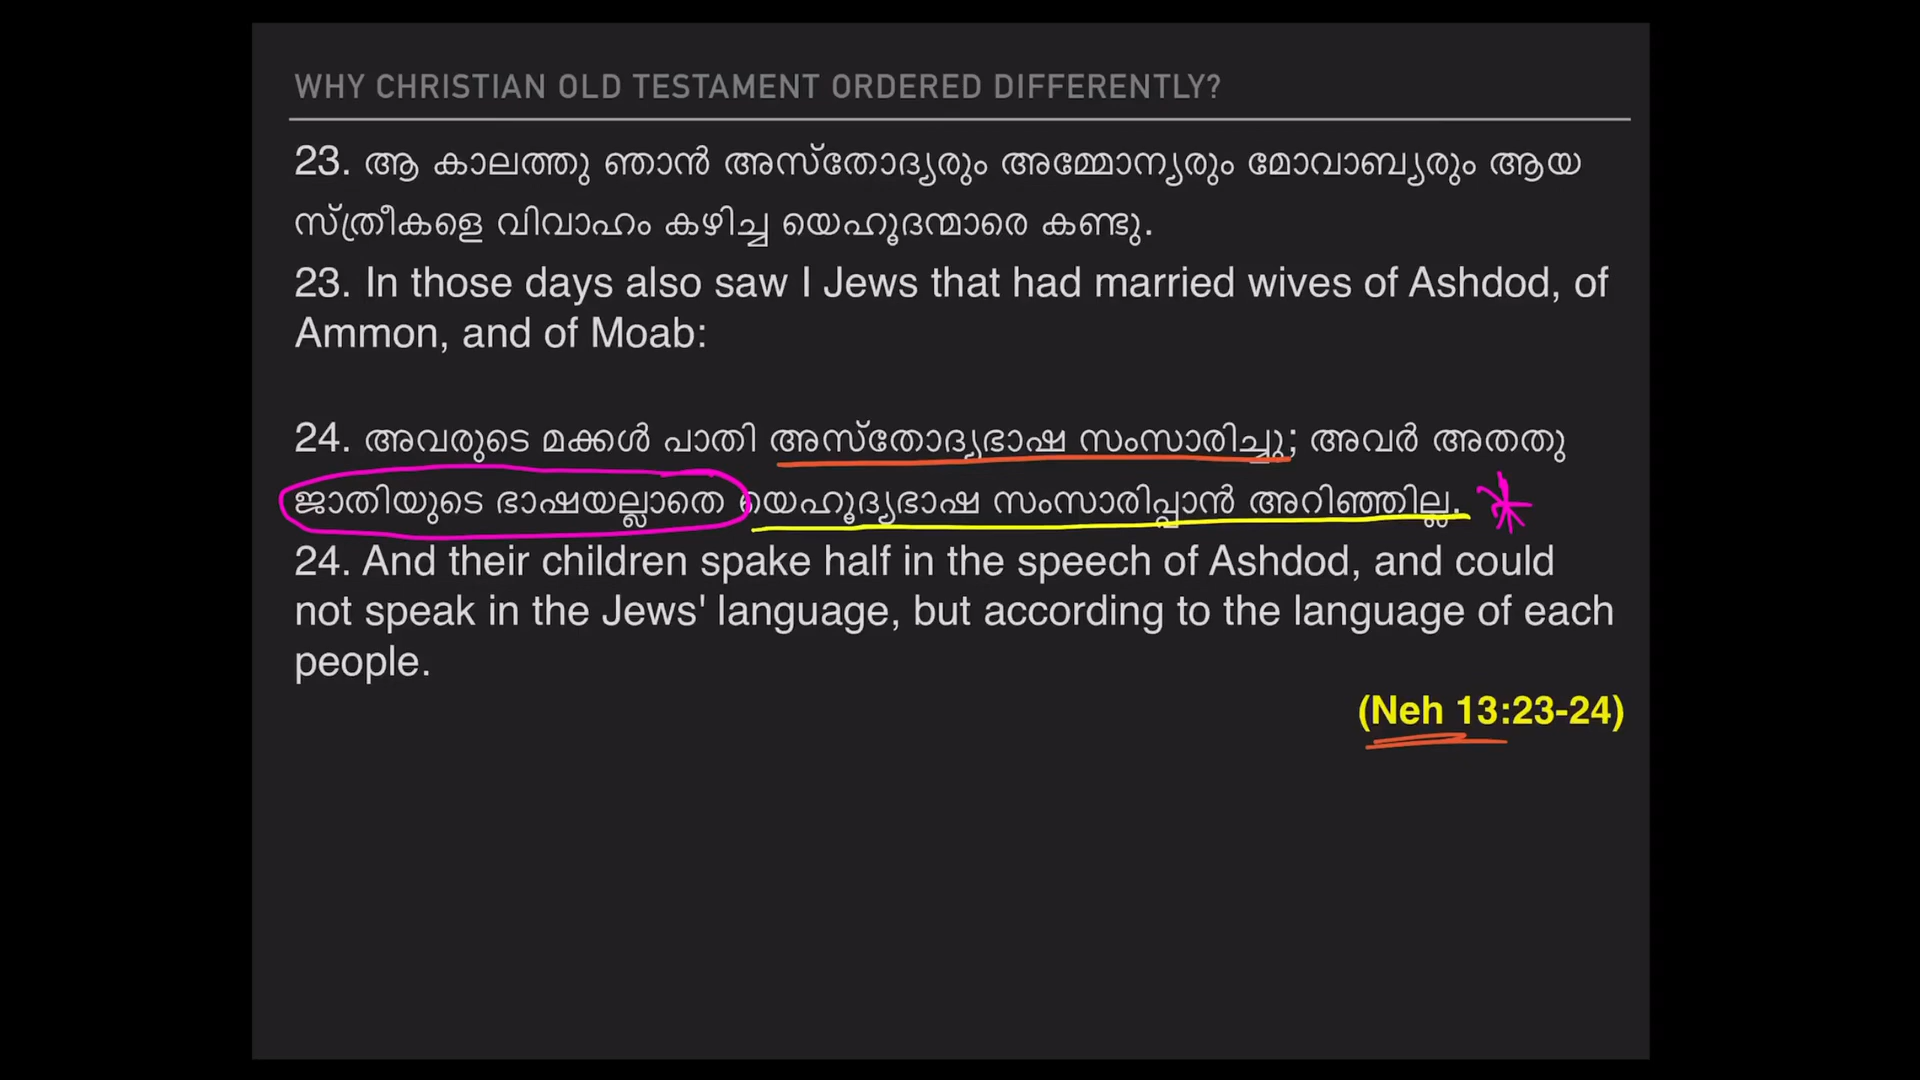 WHY CHRISTIAN OLD TESTAMENT ORDERED DIFFERENTLY?
23. ആ കാലത്തു ഞാൻ അസ്തോദ്യരും അമ്മോന്യരും മോവാബ്യരും ആയ
സ്ത്രീകളെ വിവാഹം കഴിച്ച യെഹൂദന്മാരെ കണ്ടു.
23. In those days also saw I Jews that had married wives of Ashdod, of
Ammon, and of Moab:
24. അവരുടെ മക്കൾ പാതി അസ്തോദ്യഭാഷ സംസാരിച്ചു; അവർ അതതു
ജാതിയുടെ ഭാഷയല്ലാതെ യെഹൂദ്യഭാഷ സംസാരിപ്പാൻ അറിഞ്ഞില്ല.
24. And their children spake half in the speech of Ashdod, and could
not speak in the Jews' language, but according to the language of each
people.
(Neh 13:23-24)